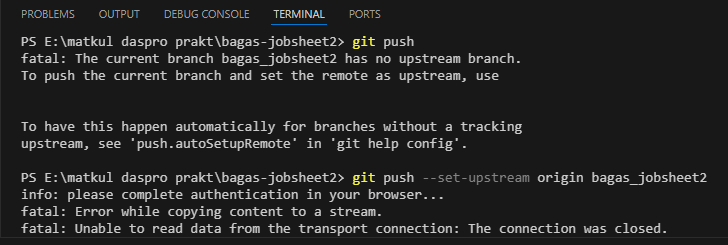 PROBLEMS OUTPUT DEBUG CONSOLE TERMINAL PORTS
PS E:\matkul daspro prakt\bagas-jobsheet2> git push
fatal: The current branch bagas_jobsheet2 has no upstream branch.
To push the current branch and set the remote as upstream, use
To have this happen automatically for branches without a tracking
upstream, see 'push.autoSetupRemote' in 'git help config'.
PS E:\matkul daspro prakt\bagas-jobsheet2> git push --set-upstream origin bagas_jobsheet2
info: please complete authentication in your browser...
fatal: Error while copying content to a stream.
fatal: Unable to read data from the transport connection: The connection was closed.